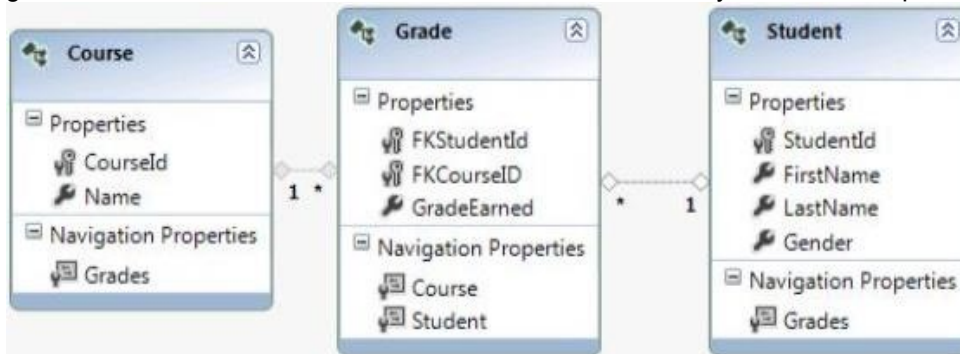 Course
Properties
CourseId
Name
Navigation Properties
Grades
1 *
Grade
Properties
FKStudentId
FKCourseID
GradeEarned
Navigation Properties
Course
Student
* 1
Student
Properties
StudentId
FirstName
LastName
Gender
Navigation Properties
Grades